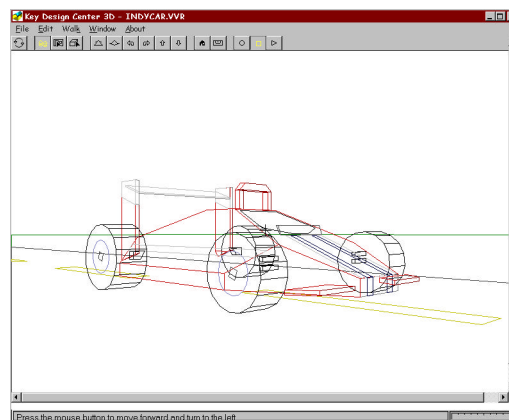 Key Design Center 3D - INDYCAR.VVR
File Edit Walk Window About
Press the mouse button to move forward and turn to the left